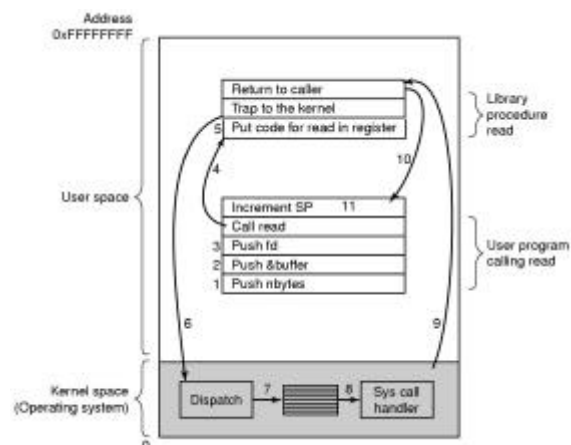 Address
0xFFFFFFFF
Return to caller
Trap to the kernel
5 Put code for read in register
Library
procedure
read
4
10
User space
Increment SP 11
Call read
3 Push fd
2 Push &buffer
1 Push nbytes
User program
calling read
6
9
Kernel space
(Operating system)
Dispatch
7
8
Sys call
handler
0